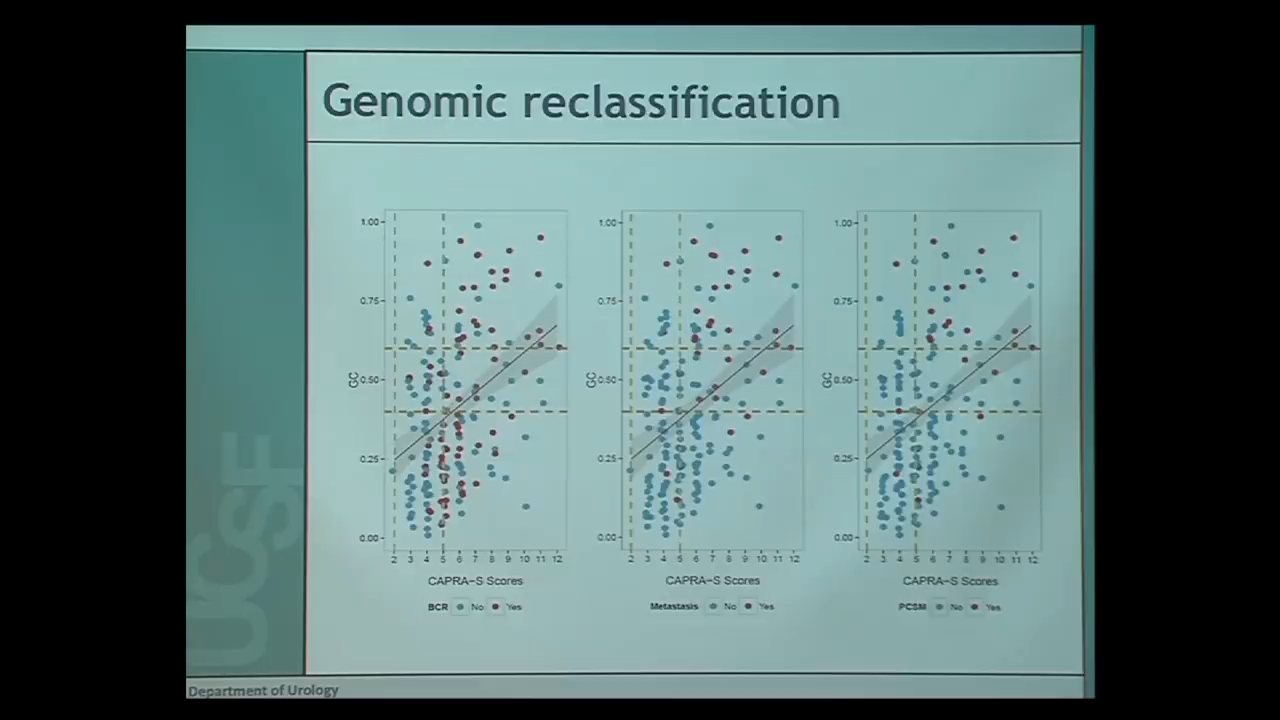 Genomic reclassification
1.00
0.75
0.50
0.25
0.00
GC
2 3 4 5 6 7 8 9 10 11 12
CAPRA-S Scores
BCR No Yes
1.00
0.75
0.50
0.25
0.00
GC
2 3 4 5 6 7 8 9 10 11 12
CAPRA-S Scores
Metastasis No Yes
1.00
0.75
0.50
0.25
0.00
GC
2 3 4 5 6 7 8 9 10 11 12
CAPRA-S Scores
PCSM No Yes
UCSF
Department of Urology